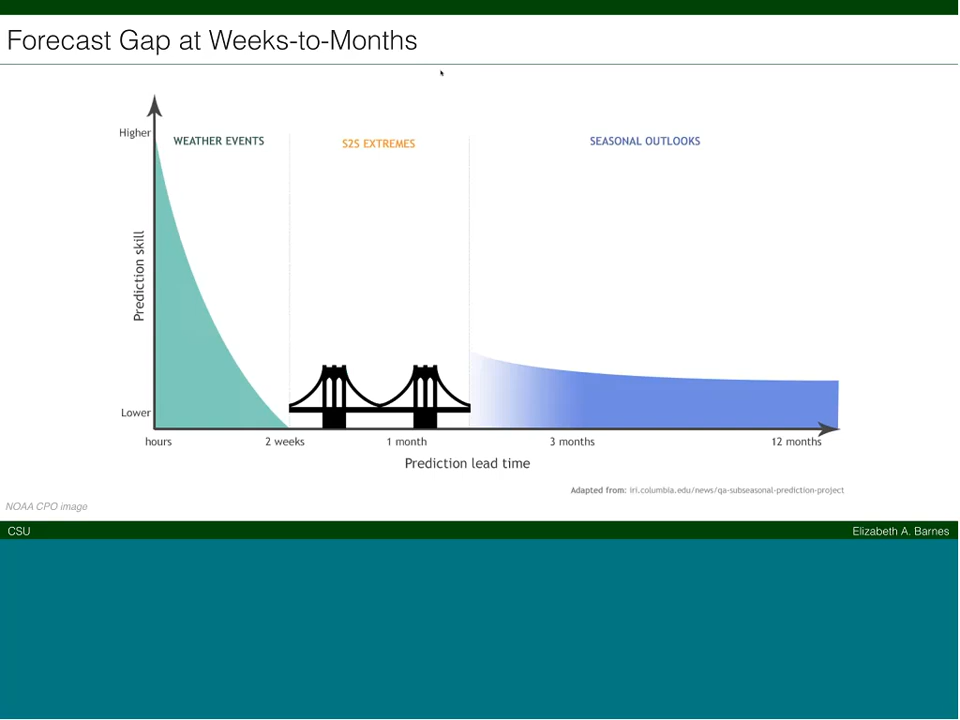 Forecast Gap at Weeks-to-Months
Higher
WEATHER EVENTS
S2S EXTREMES
SEASONAL OUTLOOKS
Prediction skill
Lower
hours
2 weeks
1 month
3 months
12 months
Prediction lead time
Adapted from: iri.columbia.edu/news/qa-subseasonal-prediction-project
NOAA CPO image
CSU
Elizabeth A. Barnes